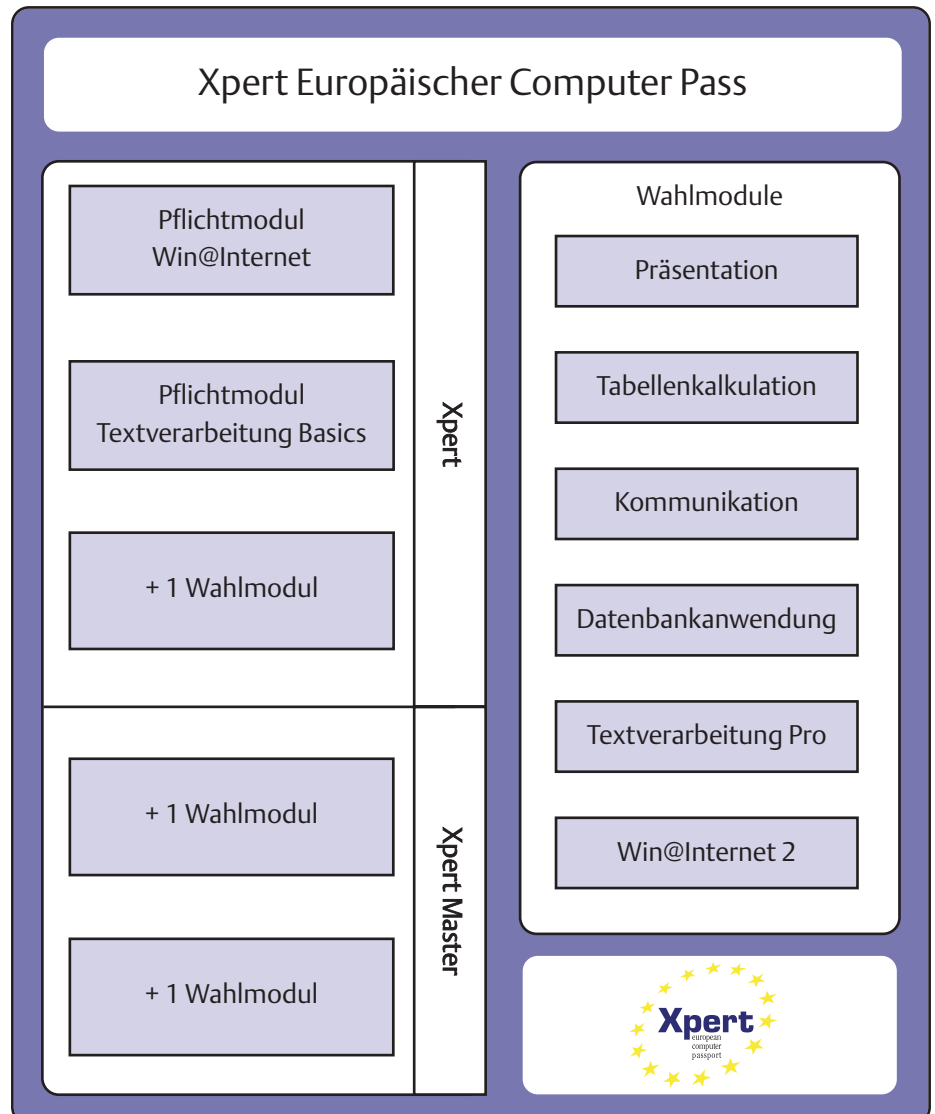 Xpert Europäischer Computer Pass
Pflichtmodul
Win@Internet
Pflichtmodul
Textverarbeitung Basics
+ 1 Wahlmodul
Xpert
+ 1 Wahlmodul
+ 1 Wahlmodul
Xpert Master
Wahlmodule
Präsentation
Tabellenkalkulation
Kommunikation
Datenbankanwendung
Textverarbeitung Pro
Win@Internet 2
Xpert
european
computer
passport